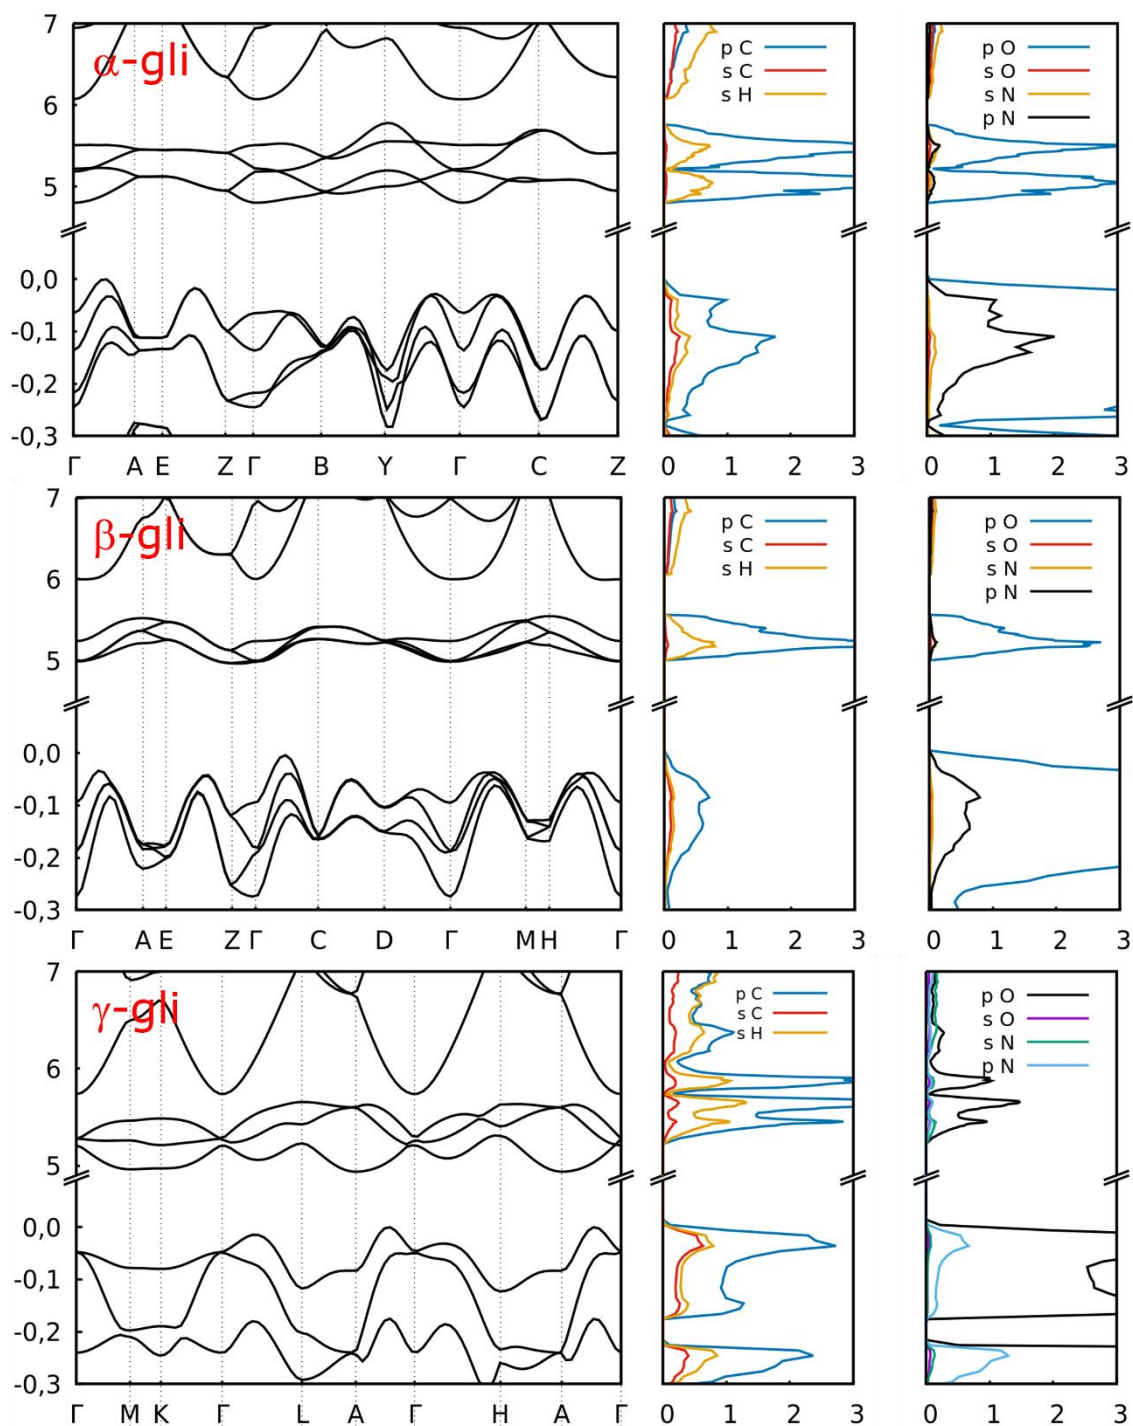 α-gli
7
6
5
0,0
-0,1
-0,2
-0,3
Γ A E Z Γ B Y Γ C Z
p C
s C
s H
0 1 2 3
p O
s O
s N
p N
0 1 2 3
β-gli
7
6
5
0,0
-0,1
-0,2
-0,3
Γ A E Z Γ C D Γ M H Γ
p C
s C
s H
0 1 2 3
p O
s O
s N
p N
0 1 2 3
γ-gli
7
6
5
0,0
-0,1
-0,2
-0,3
Γ M K Γ L A Γ H A Γ
p C
s C
s H
0 1 2 3
p O
s O
s N
p N
0 1 2 3